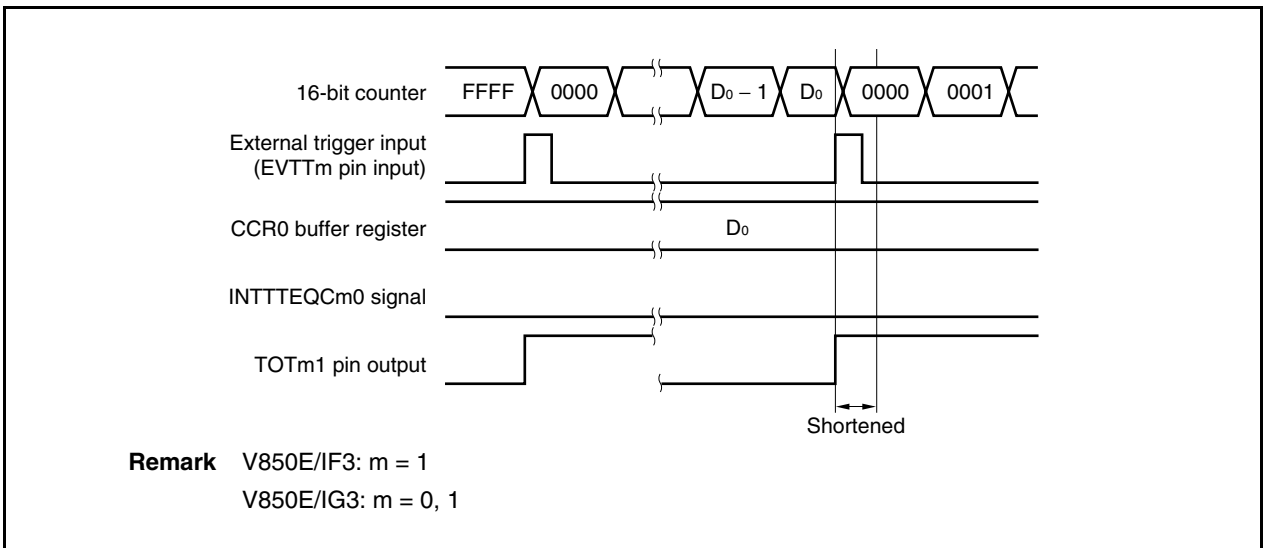 16-bit counter FFFF 0000 D₀ − 1 D₀ 0000 0001
External trigger input
(EVTTm pin input)
CCR0 buffer register D₀
INTTTEQCm0 signal
TOTm1 pin output
Shortened
Remark V850E/IF3: m = 1
V850E/IG3: m = 0, 1